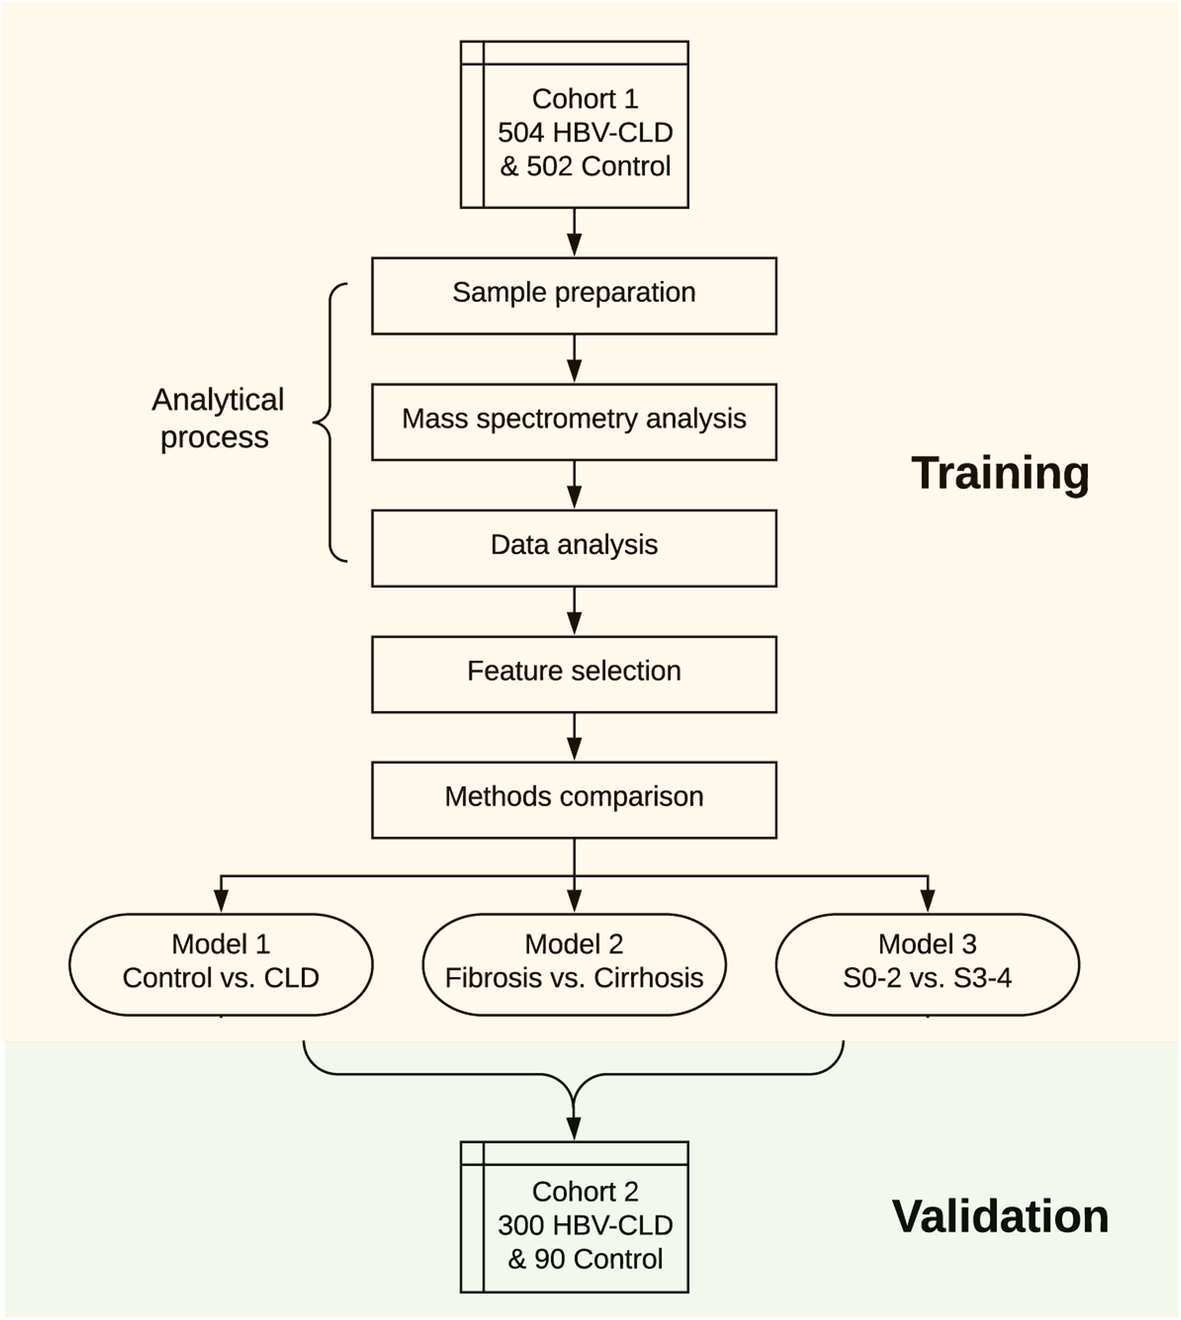 Cohort 1
504 HBV-CLD
& 502 Control
Sample preparation
Analytical
process
Mass spectrometry analysis
Training
Data analysis
Feature selection
Methods comparison
Model 1
Control vs. CLD
Model 2
Fibrosis vs. Cirrhosis
Model 3
S0-2 vs. S3-4
Cohort 2
300 HBV-CLD
& 90 Control
Validation